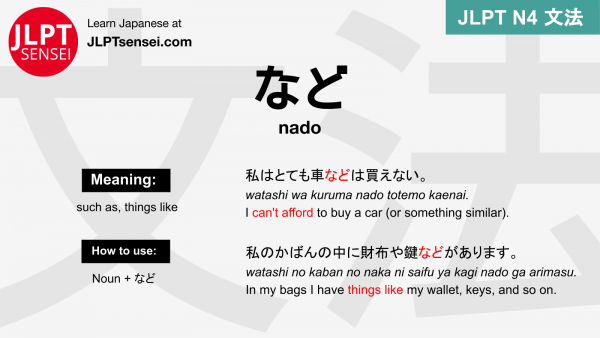 JLPT
SENSEI
Learn Japanese at
JLPTsensei.com
JLPT N4 文法
文法
など
nado
Meaning:
such as, things like
How to use:
Noun + など
私はとても車などは買えない。
watashi wa kuruma nado totemo kaenai.
I can't afford to buy a car (or something similar).
私のかばんの中に財布や鍵などがあります。
watashi no kaban no naka ni saifu ya kagi nado ga arimasu.
In my bags I have things like my wallet, keys, and so on.